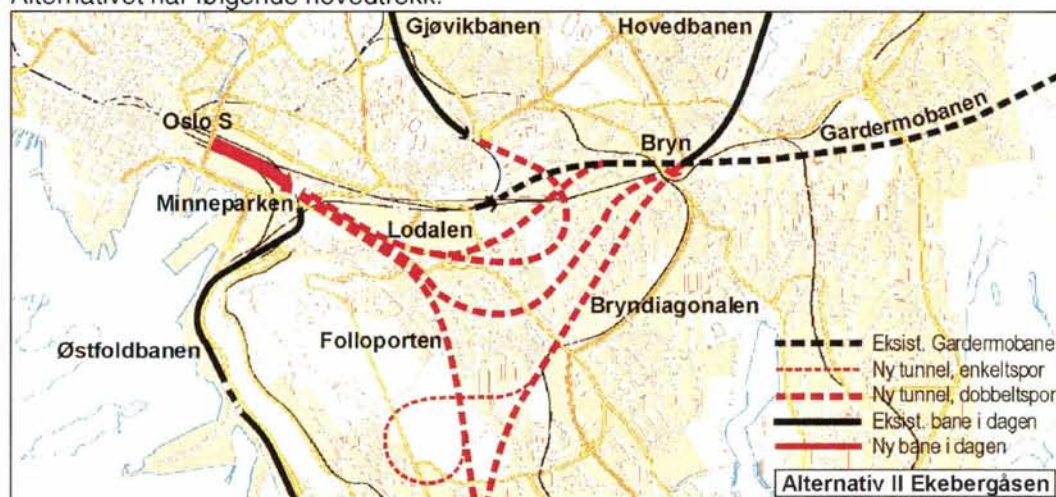 Alternativet har følgende hovedtrekk:
Gjøvikbanen
Hovedbanen
Oslo S
Bryn
Gardermobanen
Minneparken
Lodalen
Bryndiagonalen
Folloporten
Østfoldbanen
Eksist. Gardermobane
Ny tunnel, enkeltspor
Ny tunnel, dobbeltspor
Eksist. bane i dagen
Ny bane i dagen
Alternativ II Ekebergåsen